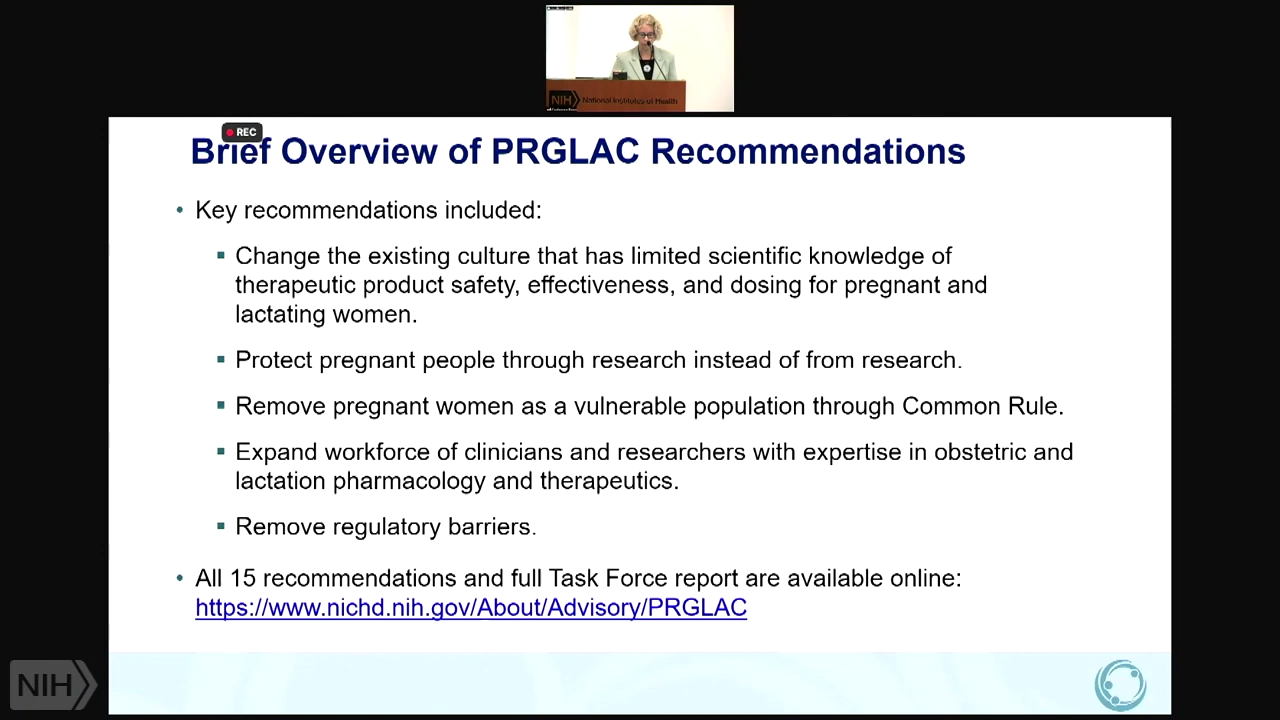 NIH National Institutes of Health
REC
Brief Overview of PRGLAC Recommendations
• Key recommendations included:
▪ Change the existing culture that has limited scientific knowledge of
therapeutic product safety, effectiveness, and dosing for pregnant and
lactating women.
▪ Protect pregnant people through research instead of from research.
▪ Remove pregnant women as a vulnerable population through Common Rule.
▪ Expand workforce of clinicians and researchers with expertise in obstetric and
lactation pharmacology and therapeutics.
▪ Remove regulatory barriers.
• All 15 recommendations and full Task Force report are available online:
https://www.nichd.nih.gov/About/Advisory/PRGLAC
NIH